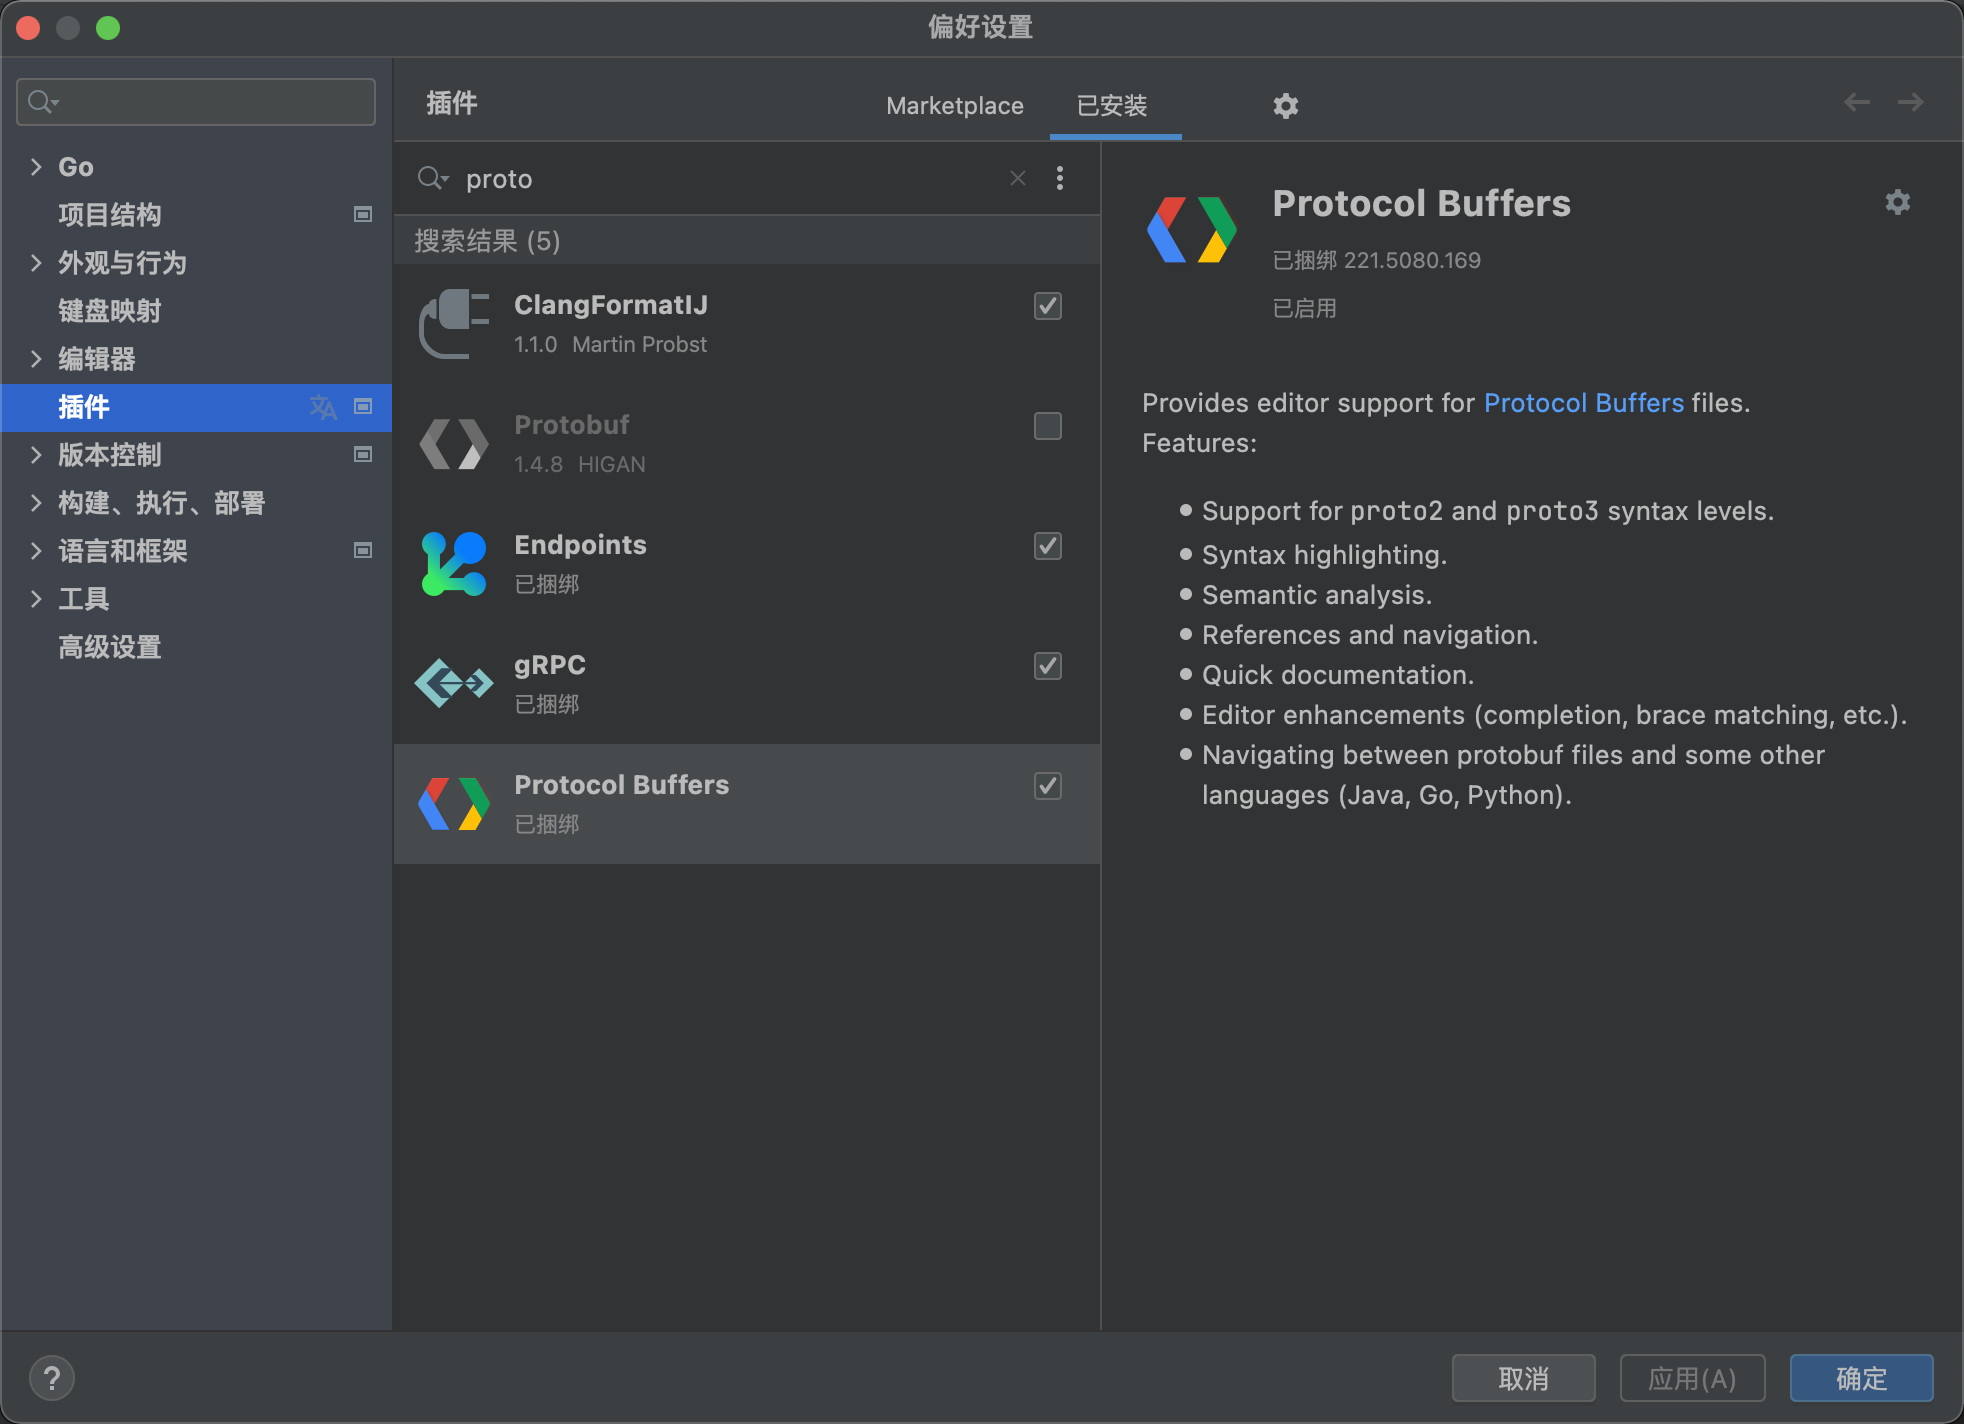 偏好设置
Go
项目结构
外观与行为
键盘映射
编辑器
插件
版本控制
构建、执行、部署
语言和框架
工具
高级设置
插件
Marketplace
已安装
proto
搜索结果 (5)
ClangFormatIJ
1.1.0 Martin Probst
Protobuf
1.4.8 HIGAN
Endpoints
已捆绑
gRPC
已捆绑
Protocol Buffers
已捆绑
Protocol Buffers
已捆绑 221.5080.169
已启用
Provides editor support for Protocol Buffers files.
Features:
Support for proto2 and proto3 syntax levels.
Syntax highlighting.
Semantic analysis.
References and navigation.
Quick documentation.
Editor enhancements (completion, brace matching, etc.).
Navigating between protobuf files and some other
languages (Java, Go, Python).
?
取消
应用(A)
确定